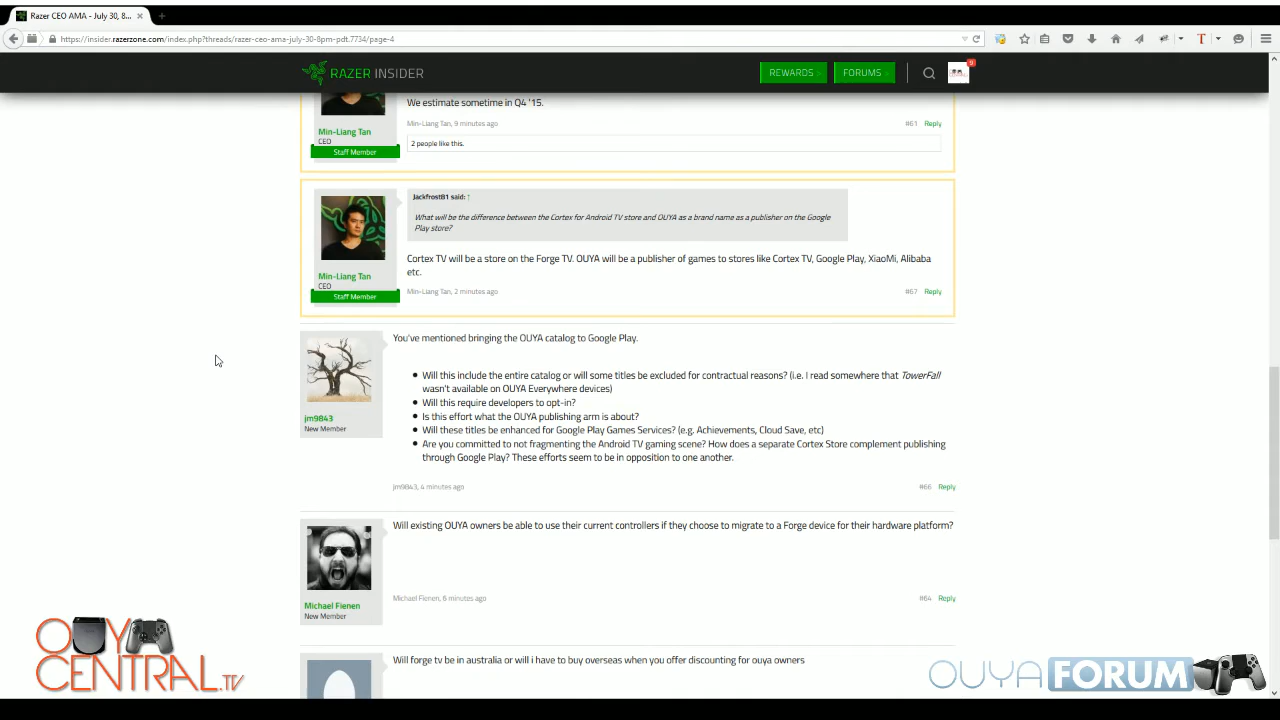 Razer CEO AMA - July 30, 8...
https://insider.razerzone.com/index.php?threads/razer-ceo-ama-july-30-8pm-pdt.7734/page-4
RAZER INSIDER
REWARDS
FORUMS
We estimate sometime in Q4 '15.
Min-Liang Tan, 9 minutes ago
#61 Reply
Min-Liang Tan
CEO
Staff Member
2 people like this.
Jackfrost81 said: ↑
What will be the difference between the Cortex for Android TV store and OUYA as a brand name as a publisher on the Google
Play store?
Cortex TV will be a store on the Forge TV. OUYA will be a publisher of games to stores like Cortex TV, Google Play, XiaoMi, Alibaba
etc.
Min-Liang Tan
CEO
Staff Member
Min-Liang Tan, 2 minutes ago
#67 Reply
You've mentioned bringing the OUYA catalog to Google Play.
Will this include the entire catalog or will some titles be excluded for contractual reasons? (i.e. I read somewhere that TowerFall
wasn't available on OUYA Everywhere devices)
Will this require developers to opt-in?
Is this effort what the OUYA publishing arm is about?
Will these titles be enhanced for Google Play Games Services? (e.g. Achievements, Cloud Save, etc)
Are you committed to not fragmenting the Android TV gaming scene? How does a separate Cortex Store complement publishing
through Google Play? These efforts seem to be in opposition to one another.
jm9843
New Member
jm9843, 4 minutes ago
#66 Reply
Will existing OUYA owners be able to use their current controllers if they choose to migrate to a Forge device for their hardware platform?
Michael Fienen, 6 minutes ago
#64 Reply
Michael Fienen
New Member
Will forge tv be in australia or will i have to buy overseas when you offer discounting for ouya owners
OUYA
CENTRAL.TV
OUYAFORUM